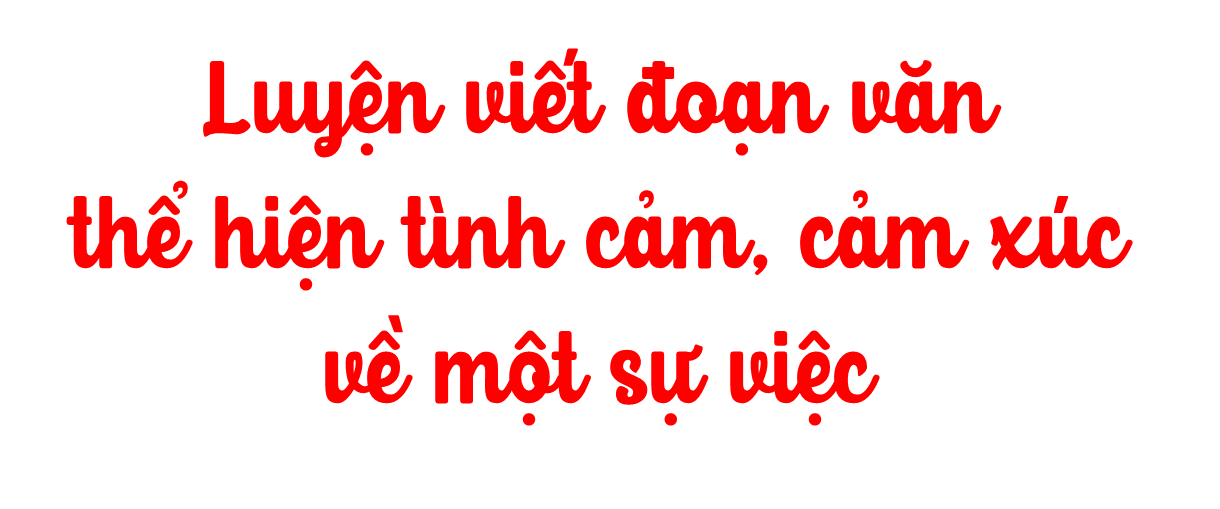 Luyện viết đoạn văn
thể hiện tình cảm, cảm xúc
về một sự việc